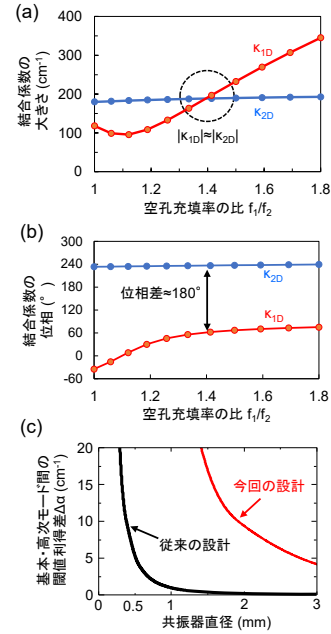 (a)
結合係数の
大きさ (cm-1)
400
300
200
100
0
κ1D
κ2D
|κ1D|≈|κ2D|
1 1.2 1.4 1.6 1.8
空孔充填率の比 f1/f2
(b)
結合係数の
位相 (°)
300
240
180
120
60
0
-60
κ2D
位相差≈180°
κ1D
1 1.2 1.4 1.6 1.8
空孔充填率の比 f1/f2
(c)
基本・高次モード間の
閾値利得差Δα (cm-1)
20
15
10
5
0
今回の設計
従来の設計
0 0.5 1 2 3
共振器直径 (mm)